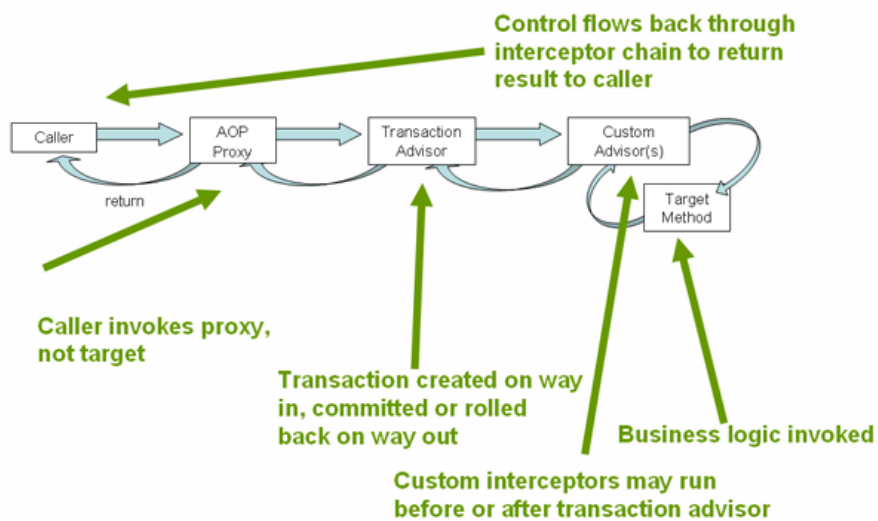 Control flows back through
interceptor chain to return
result to caller
Caller
AOP
Proxy
Transaction
Advisor
Custom
Advisor(s)
return
Target
Method
Caller invokes proxy,
not target
Transaction created on way
in, committed or rolled
back on way out
Business logic invoked
Custom interceptors may run
before or after transaction advisor